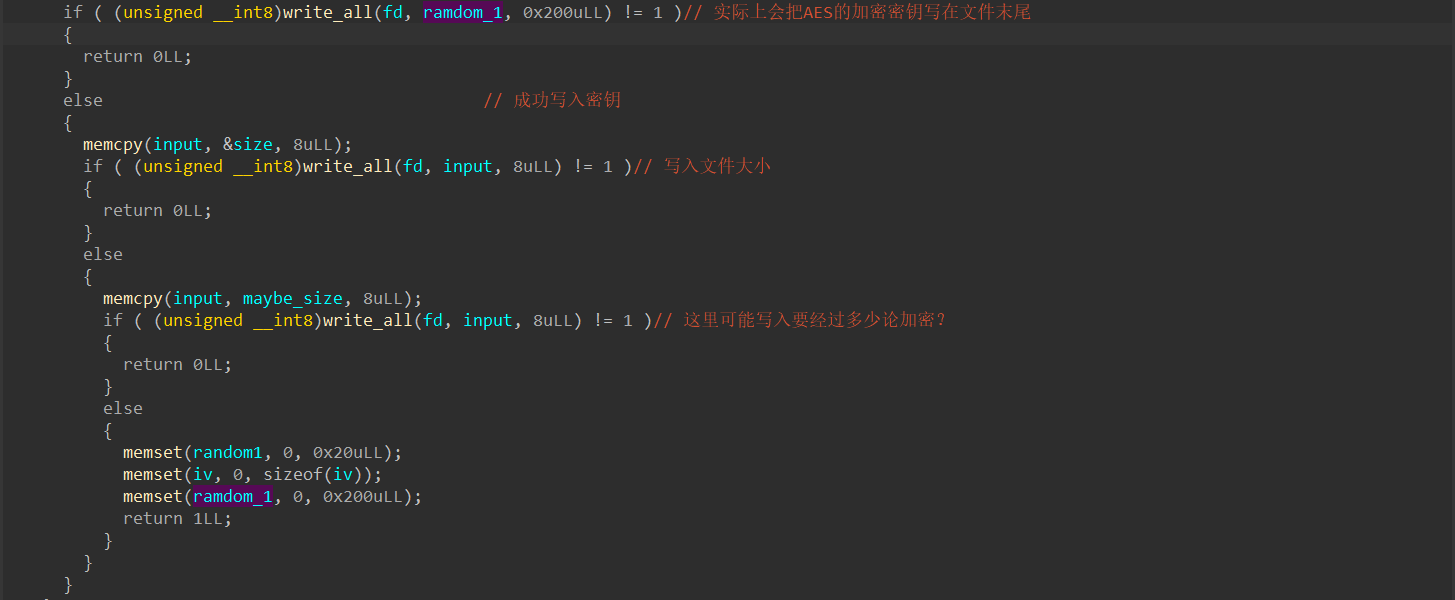 if ( (unsigned __int8)write_all(fd, ramdom_1, 0x200uLL) != 1 )// 实际上会把AES的加密密钥写在文件末尾
{
return 0LL;
}
else // 成功写入密钥
{
memcpy(input, &size, 8uLL);
if ( (unsigned __int8)write_all(fd, input, 8uLL) != 1 )// 写入文件大小
{
return 0LL;
}
else
{
memcpy(input, maybe_size, 8uLL);
if ( (unsigned __int8)write_all(fd, input, 8uLL) != 1 )// 这里可能写入要经过多少论加密?
{
return 0LL;
}
else
{
memset(random1, 0, 0x20uLL);
memset(iv, 0, sizeof(iv));
memset(ramdom_1, 0, 0x200uLL);
return 1LL;
}
}
}